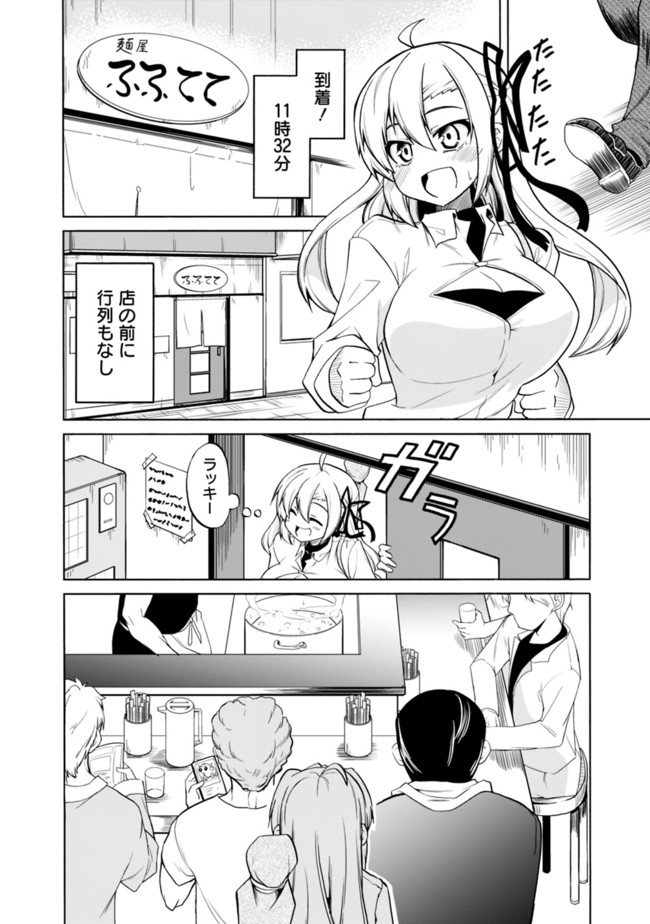 たたたたた
麺屋
ふふてて
到着!
11時32分
ふふてて
店の前に
行列もなし
ガラ
ラッキー